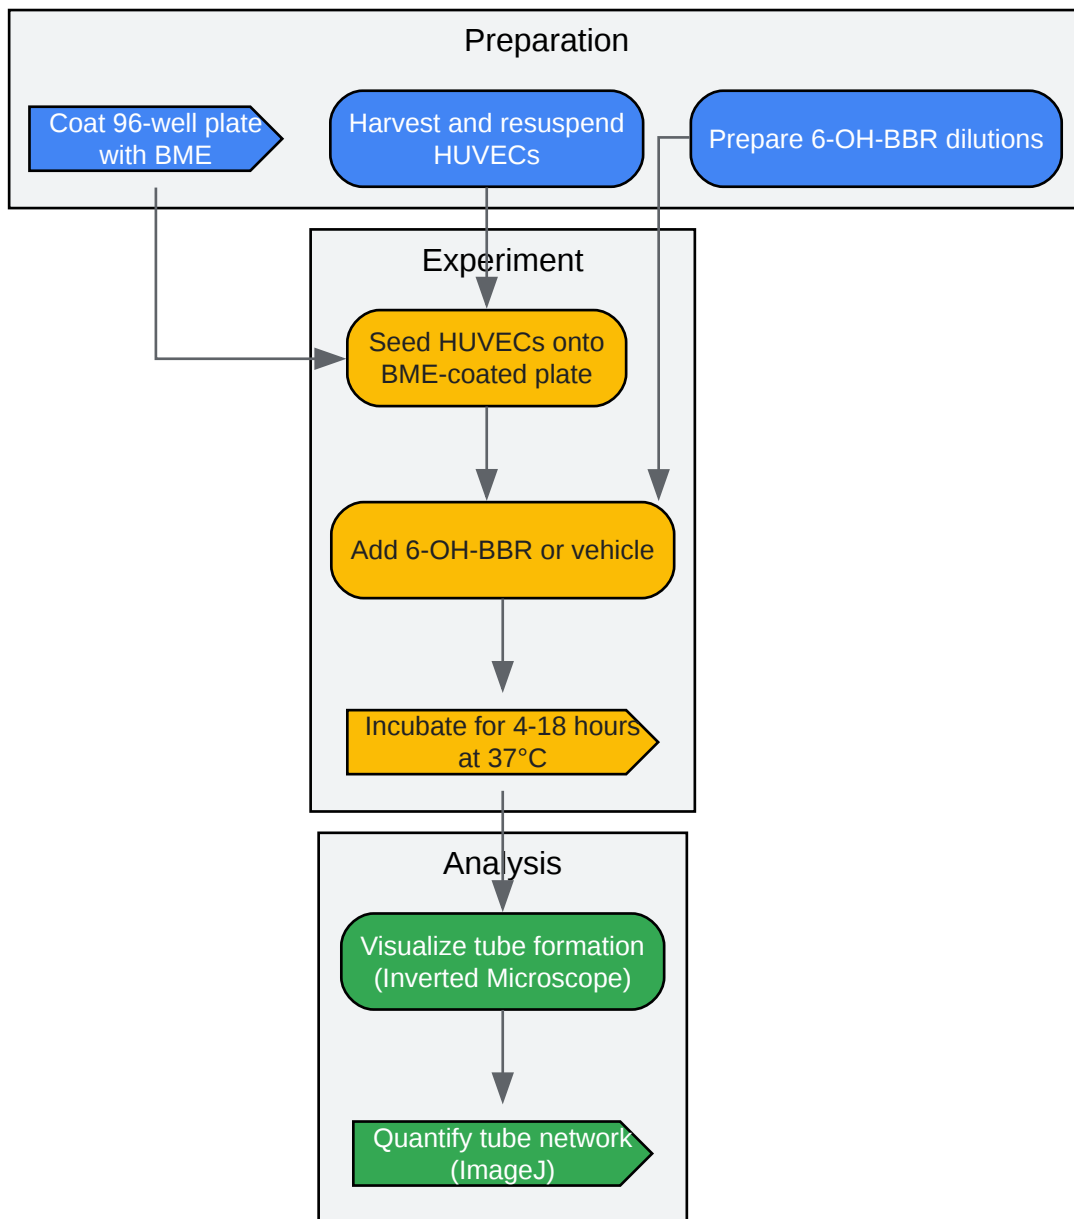 Preparation
Coat 96-well plate
with BME
Harvest and resuspend
HUVECs
Prepare 6-OH-BBR dilutions
Experiment
Seed HUVECs onto
BME-coated plate
Add 6-OH-BBR or vehicle
Incubate for 4-18 hours
at 37°C
Analysis
Visualize tube formation
(Inverted Microscope)
Quantify tube network
(ImageJ)